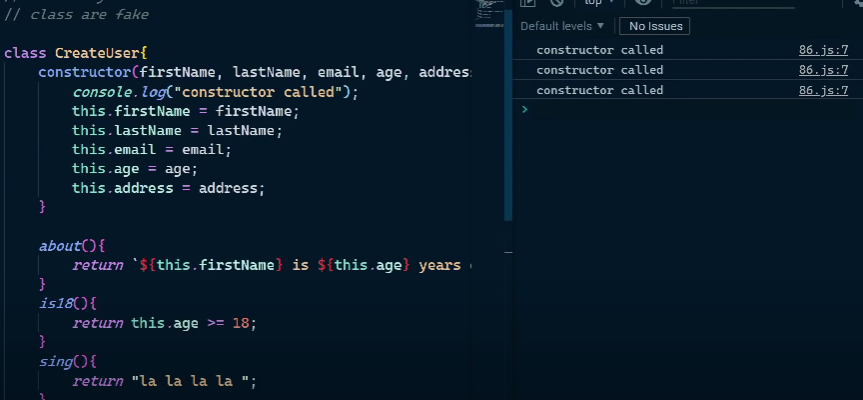 // class are fake
class CreateUser{
constructor(firstName, lastName, email, age, addres
console.log("constructor called");
this.firstName = firstName;
this.lastName = lastName;
this.email = email;
this.age = age;
this.address = address;
}
about(){
return `${this.firstName} is ${this.age} years
}
is18(){
return this.age >= 18;
}
sing(){
return "la la la la ";
}
top
Filter
Default levels ▼
No Issues
constructor called 86.js:7
constructor called 86.js:7
constructor called 86.js:7
>